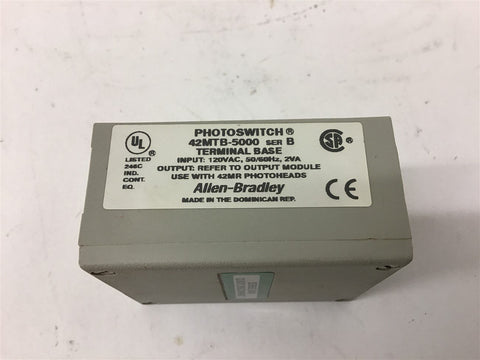 PHOTOSWITCH®
42MTB-5000 SER B
TERMINAL BASE
INPUT: 120VAC, 50/60Hz, 2VA
OUTPUT: REFER TO OUTPUT MODULE
USE WITH 42MR PHOTOHEADS
Allen-Bradley
MADE IN THE DOMINICAN REP.
UL ®
LISTED
246C
IND.
CONT.
EQ.
SA ®
CE